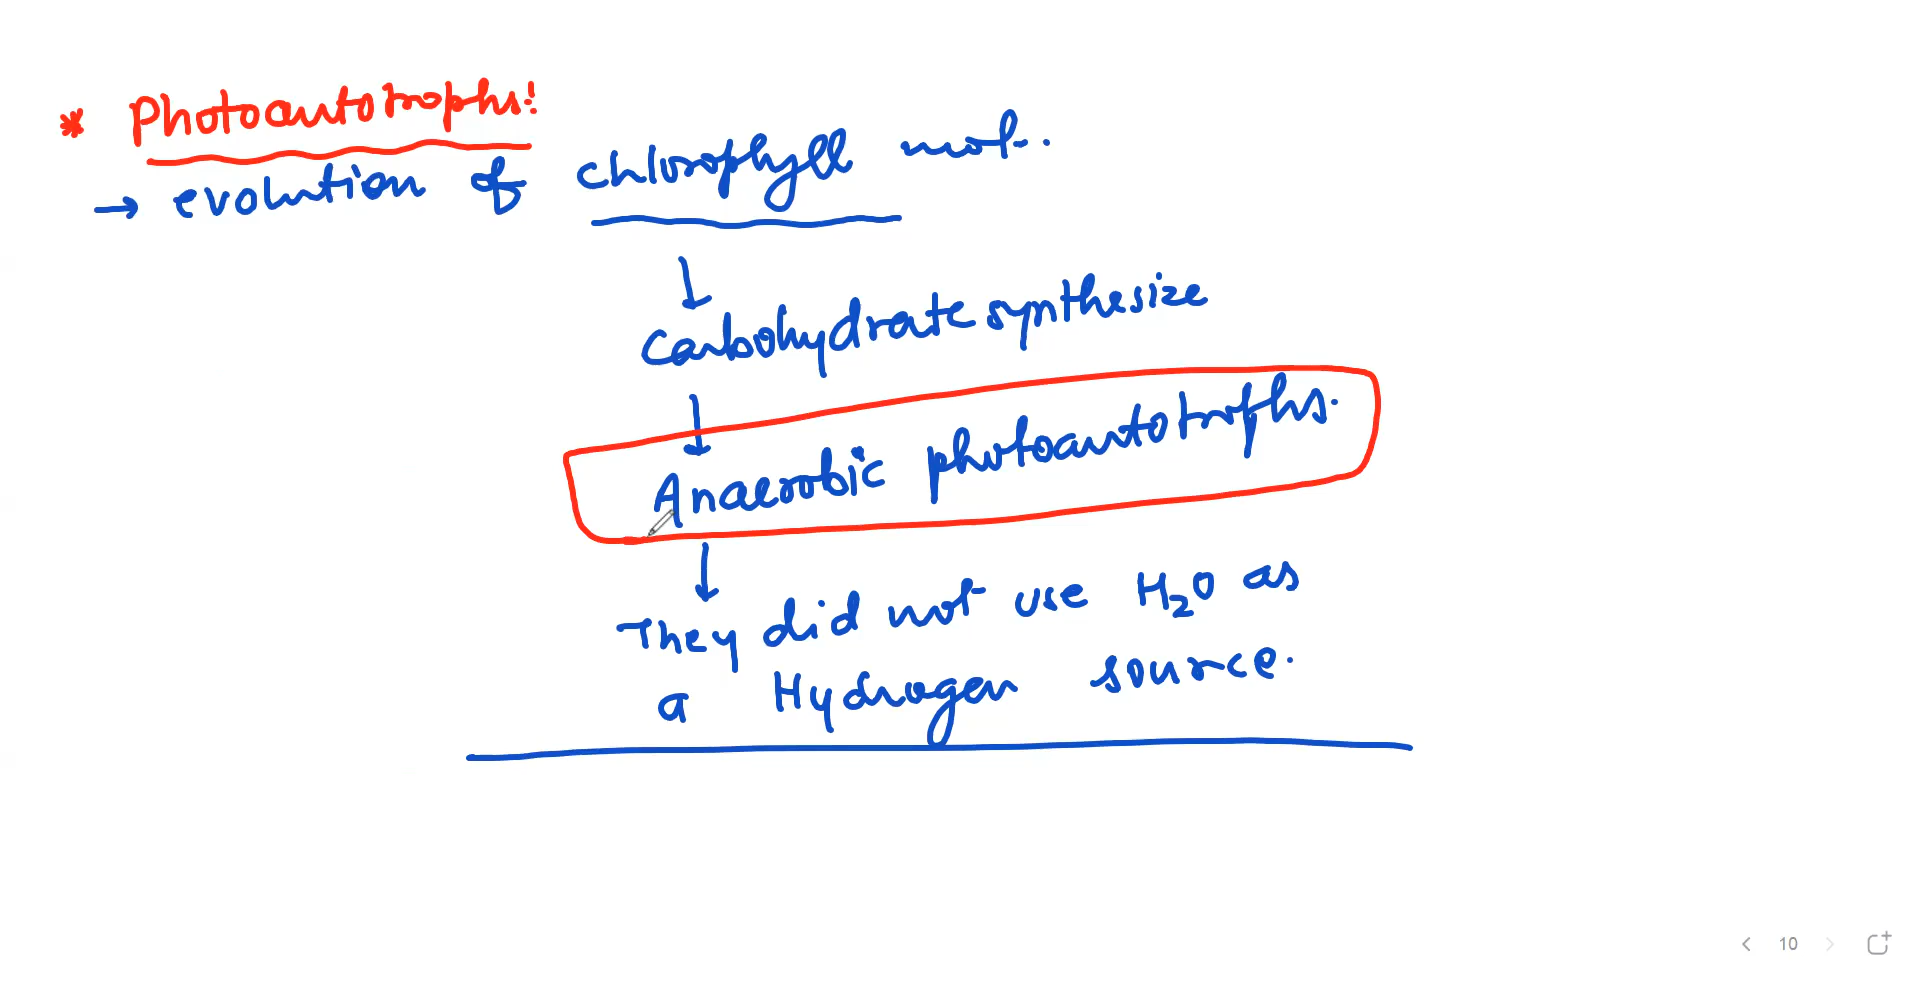 * Photoautotrophs:
→ evolution of chlorophyll mol.
↓
Carbohydrate synthesize
↓
Anaerobic photoautotrophs.
↓
They did not use H₂O as
a Hydrogen source.
10